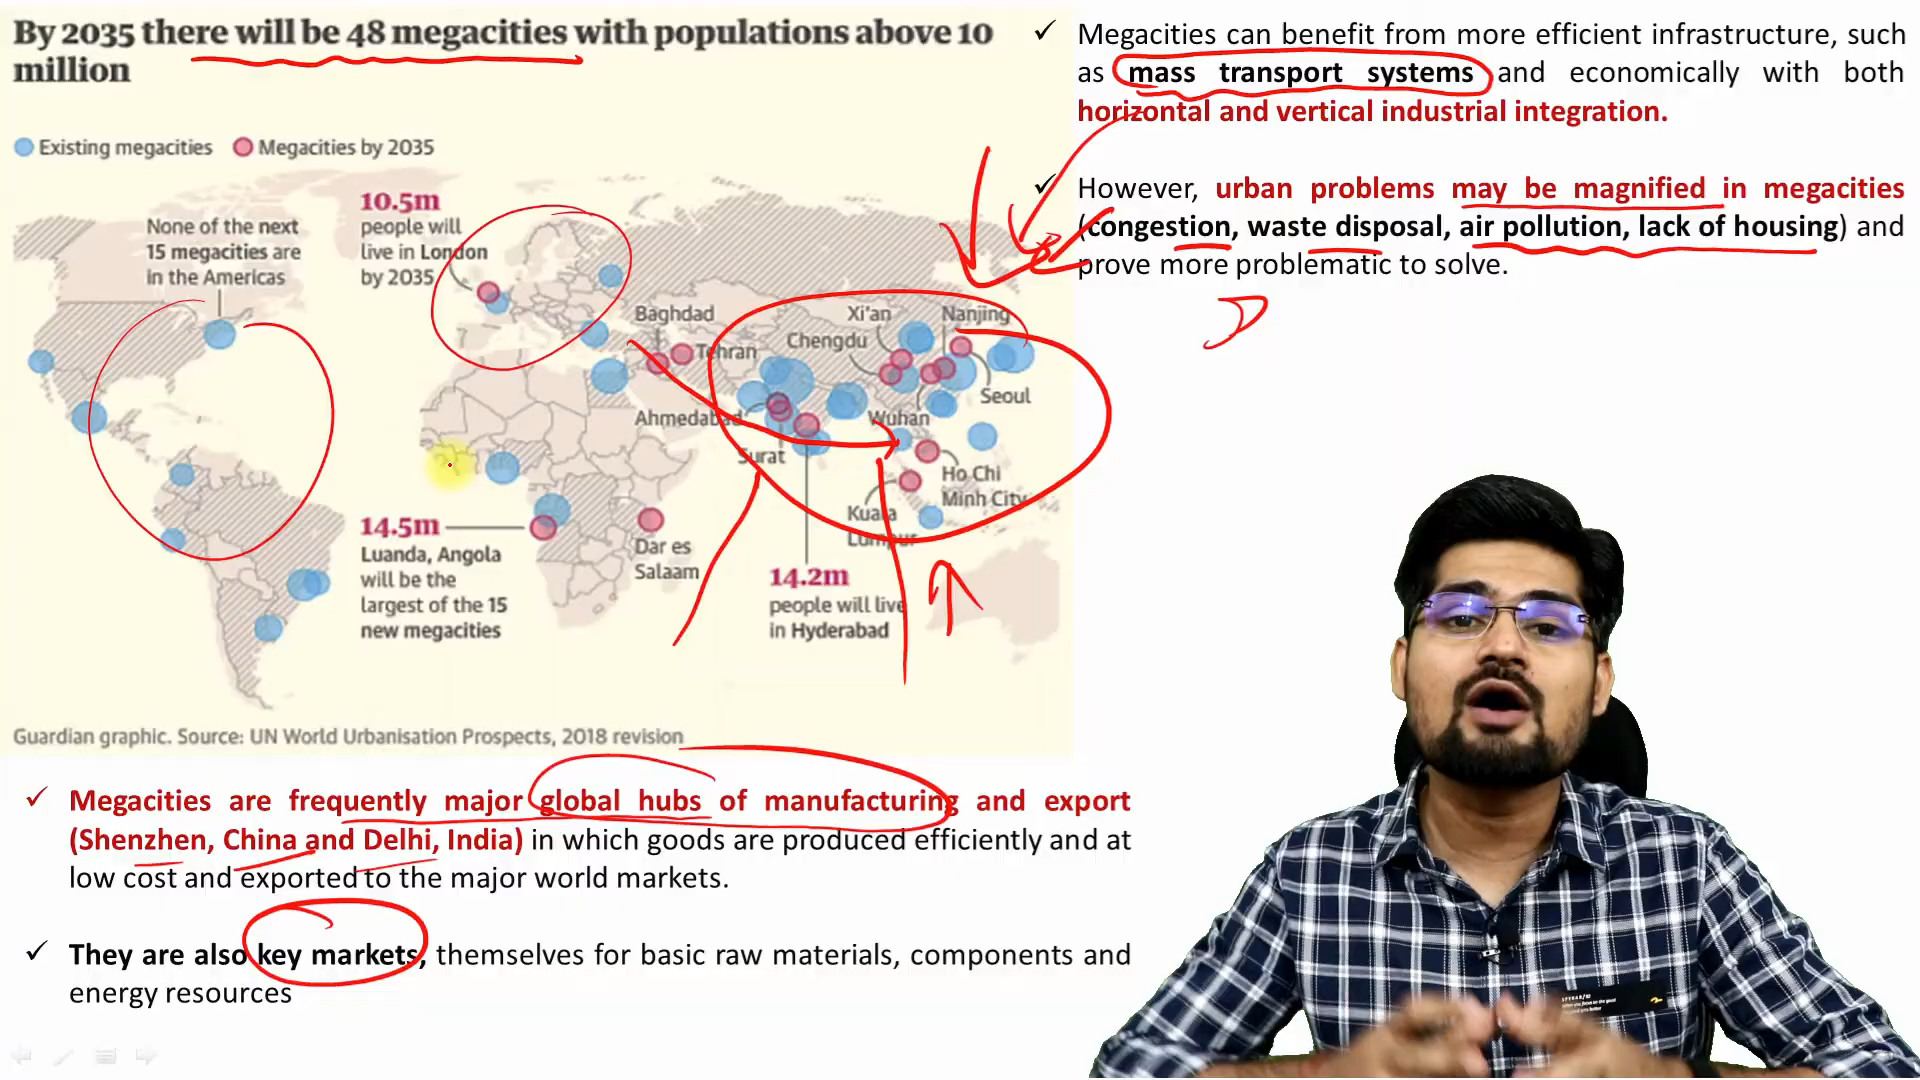 By 2035 there will be 48 megacities with populations above 10
million
Existing megacities
Megacities by 2035
None of the next
15 megacities are
in the Americas
10.5m
people will
live in London
by 2035
Baghdad
Tehran
Ahmedabad
Surat
Xi'an
Chengdu
Nanjing
Seoul
Wuhan
Ho Chi
Minh City
Kuala
Lumpur
14.5m
Luanda, Angola
will be the
largest of the 15
new megacities
Dar es
Salaam
14.2m
people will live
in Hyderabad
Guardian graphic. Source: UN World Urbanisation Prospects, 2018 revision
✓ Megacities can benefit from more efficient infrastructure, such
as mass transport systems and economically with both
horizontal and vertical industrial integration.
✓ However, urban problems may be magnified in megacities
(congestion, waste disposal, air pollution, lack of housing) and
prove more problematic to solve.
✓ Megacities are frequently major global hubs of manufacturing and export
(Shenzhen, China and Delhi, India) in which goods are produced efficiently and at
low cost and exported to the major world markets.
✓ They are also key markets, themselves for basic raw materials, components and
energy resources